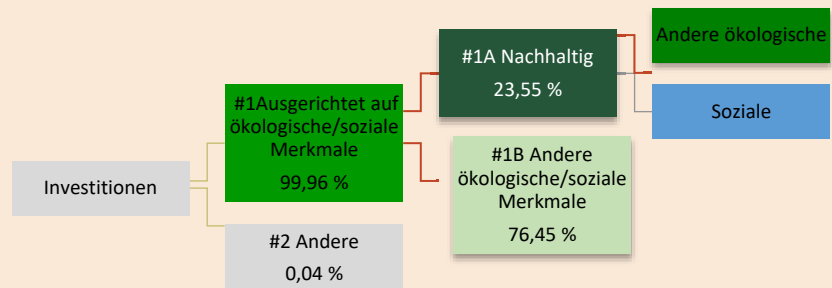 Investitionen
#1Ausgerichtet auf
ökologische/soziale
Merkmale
99,96 %
#2 Andere
0,04 %
#1A Nachhaltig
23,55 %
#1B Andere
ökologische/soziale
Merkmale
76,45 %
Andere ökologische
Soziale